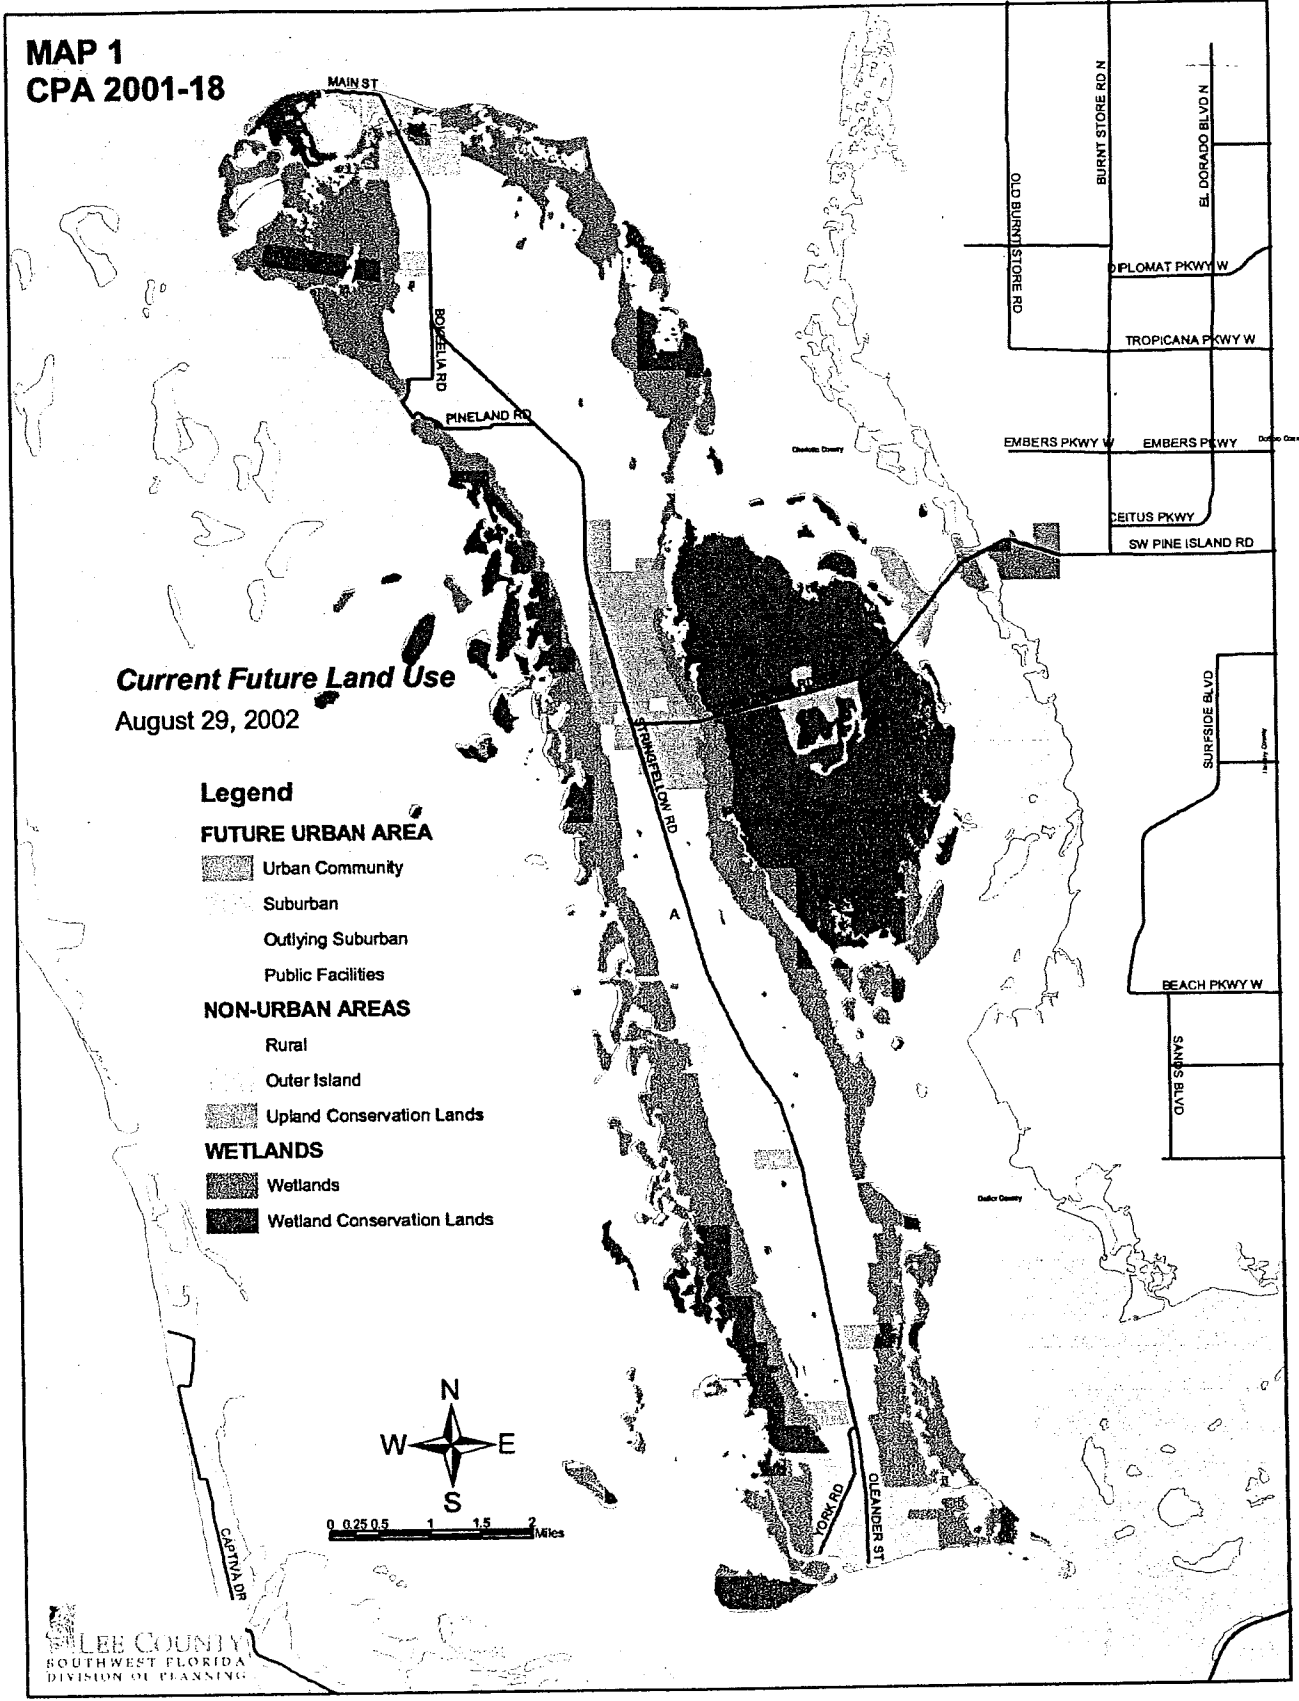 MAP 1
CPA 2001-18
MAIN ST
BURNT STORE RD N
EL DORADO BLVD N
OLD BURNT STORE RD
DIPLOMAT PKWY W
BOKEELIA RD
TROPICANA PKWY W
PINELAND RD
EMBERS PKWY W
EMBERS PKWY
Charlotte County
CEITUS PKWY
SW PINE ISLAND RD
Current Future Land Use
August 29, 2002
RD
STRINGFELLOW RD
SURFSIDE BLVD
Legend
FUTURE URBAN AREA
Urban Community
Suburban
Outlying Suburban
Public Facilities
NON-URBAN AREAS
Rural
Outer Island
Upland Conservation Lands
WETLANDS
Wetlands
Wetland Conservation Lands
A
BEACH PKWY W
SANDS BLVD
N
W E
S
0 0.25 0.5 1 1.5 2
Miles
YORK RD
OLEANDER ST
CAPTIVA DR
LEE COUNTY
SOUTHWEST FLORIDA
DIVISION OF PLANNING